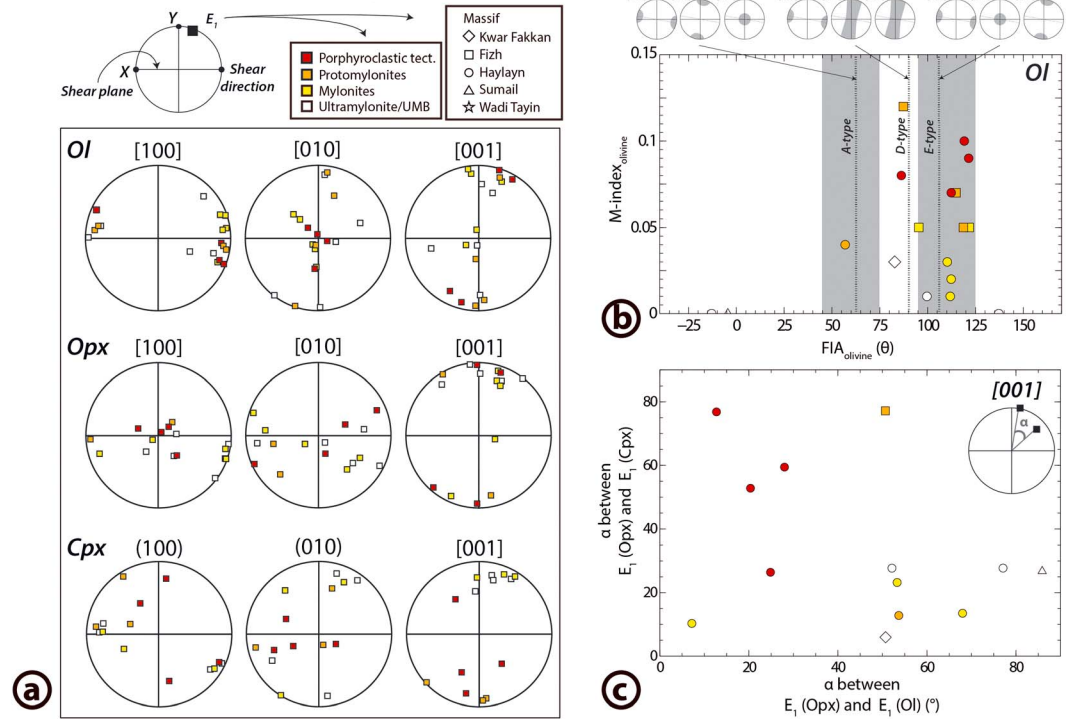 Y E1
X
Shear plane
Shear
direction
Porphyroclastic tect.
Protomylonites
Mylonites
Ultramylonite/UMB
Massif
Kwar Fakkan
Fizh
Haylayn
Sumail
Wadi Tayin
Ol
[100] [010] [001]
Opx
[100] [010] [001]
Cpx
(100) (010) [001]
a
Ol
A-type
D-type
E-type
0.15
0.1
0.05
0
M-index olivine
−25 0 25 50 75 100 125 150
FIA olivine (θ)
b
[001]
α
80
60
40
20
0
α between
E1 (Opx) and E1 (Cpx)
0 20 40 60 80
α between
E1 (Opx) and E1 (Ol) (°)
c